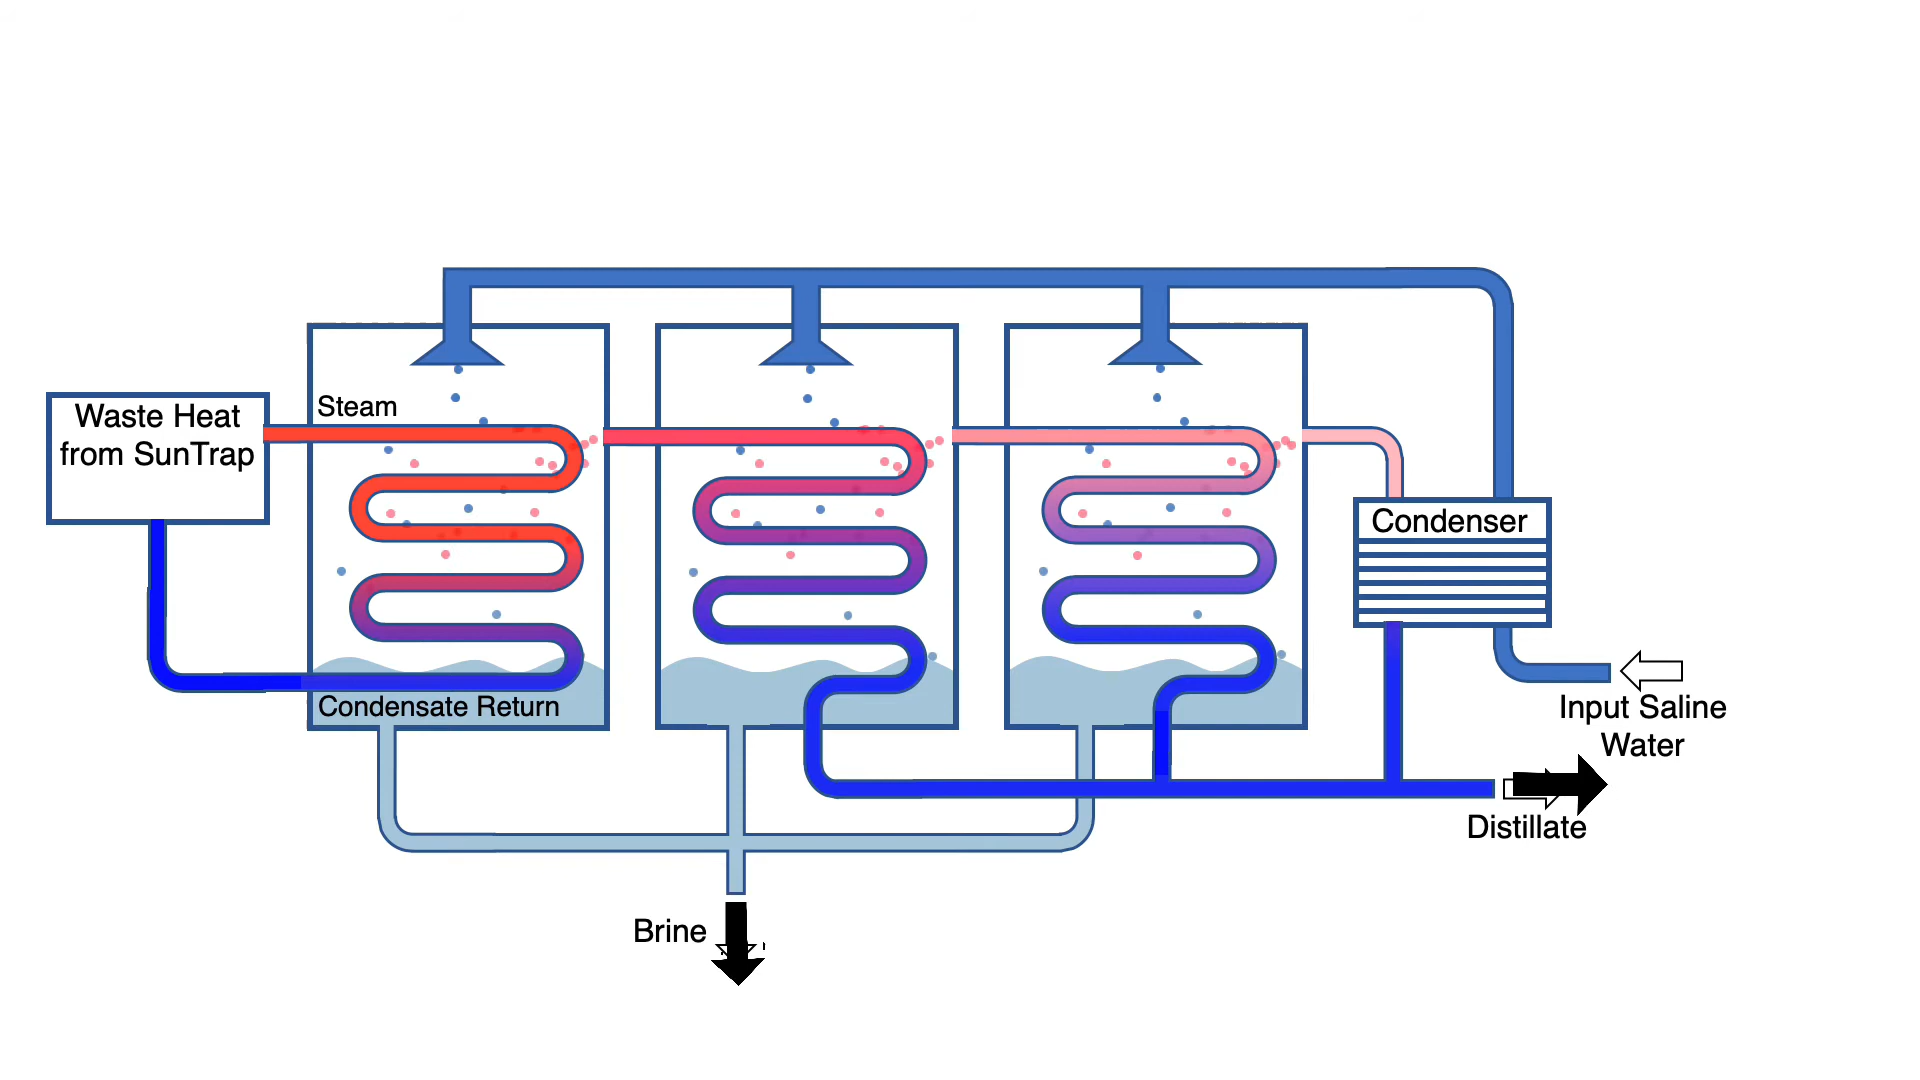 Waste Heat
from SunTrap
Steam
Condensate Return
Condenser
Input Saline
Water
Distillate
Brine